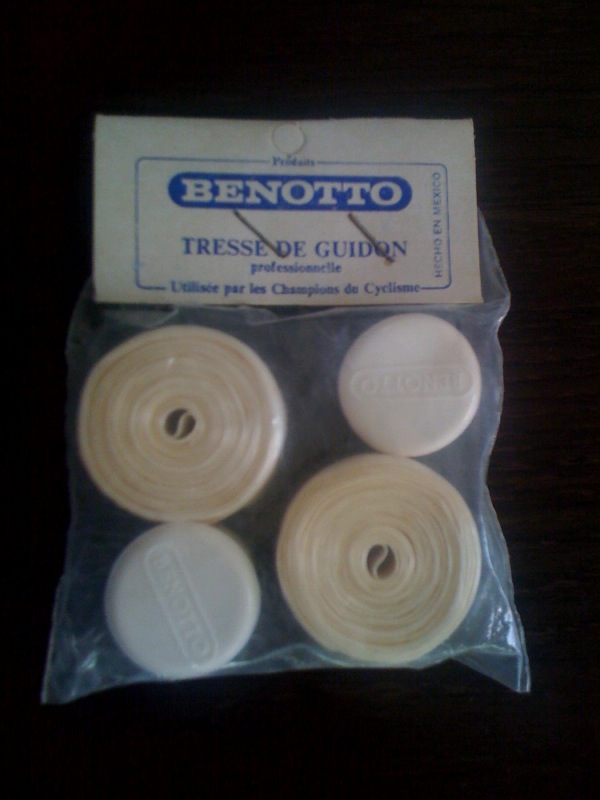 Produits
BENOTTO
TRESSE DE GUIDON
professionnelle
Utilisée par les Champions du Cyclisme
HECHO EN MEXICO
BENOTTO
BENOTTO